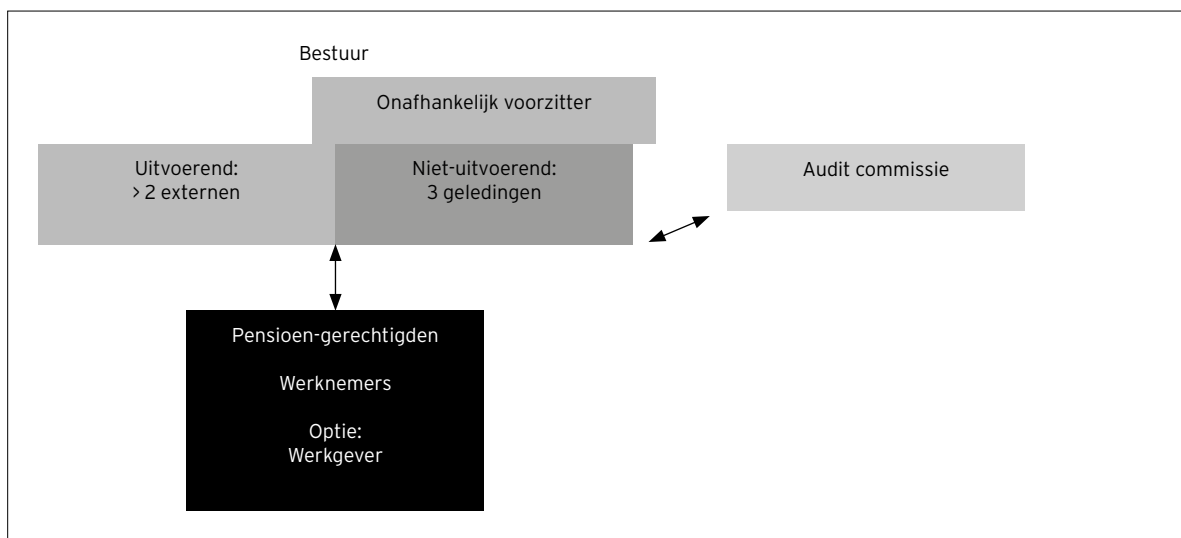 Bestuur
Onafhankelijk voorzitter
Uitvoerend:
> 2 externen
Niet-uitvoerend:
3 geledingen
Audit commissie
Pensioen-gerechtigden
Werknemers
Optie:
Werkgever